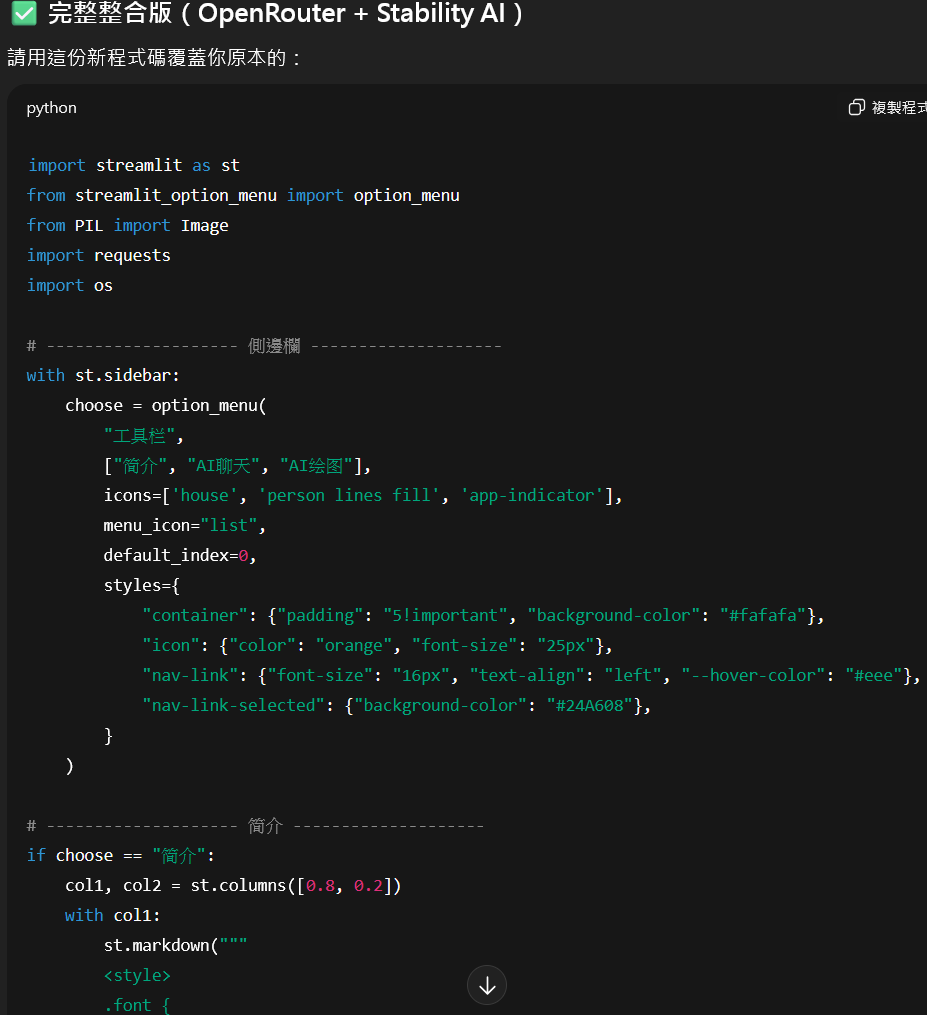 ✅ 完整整合版（OpenRouter + Stability AI）
請用這份新程式碼覆蓋你原本的：
python
複製程式
import streamlit as st
from streamlit_option_menu import option_menu
from PIL import Image
import requests
import os
# -------------------- 側邊欄 --------------------
with st.sidebar:
    choose = option_menu(
        "工具栏",
        ["简介", "AI聊天", "AI绘图"],
        icons=['house', 'person lines fill', 'app-indicator'],
        menu_icon="list",
        default_index=0,
        styles={
            "container": {"padding": "5!important", "background-color": "#fafafa"},
            "icon": {"color": "orange", "font-size": "25px"},
            "nav-link": {"font-size": "16px", "text-align": "left", "--hover-color": "#eee"},
            "nav-link-selected": {"background-color": "#24A608"},
        }
    )
# -------------------- 简介 --------------------
if choose == "简介":
    col1, col2 = st.columns([0.8, 0.2])
    with col1:
        st.markdown("""
        <style>
        .font {